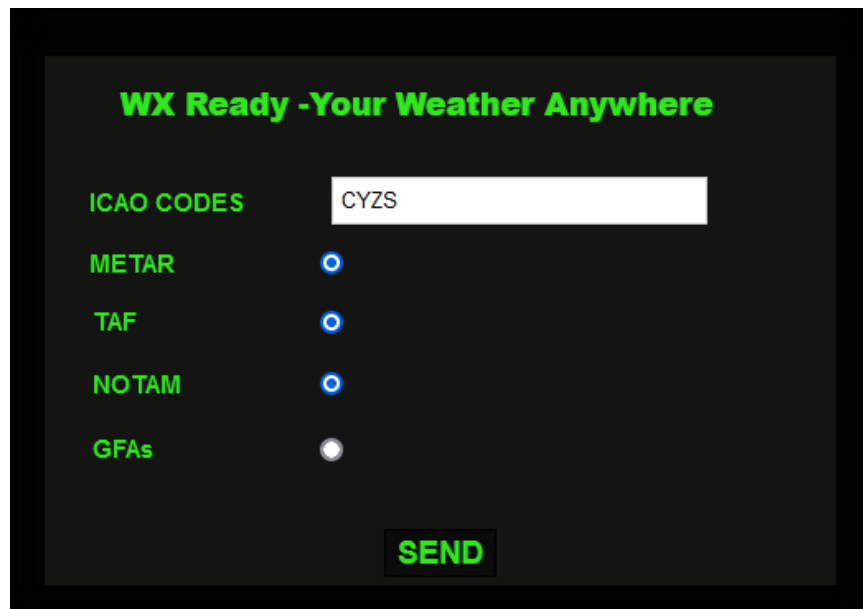 WX Ready -Your Weather Anywhere
ICAO CODES CYZS
METAR
TAF
NOTAM
GFAs
SEND